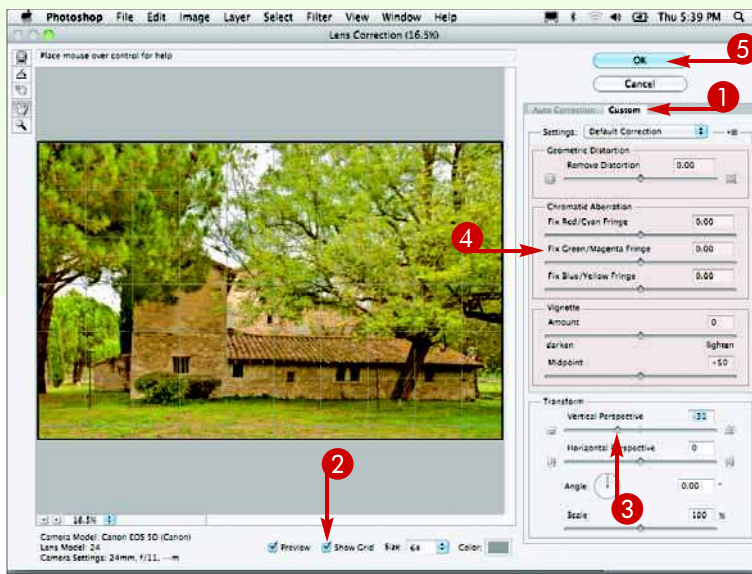 Photoshop File Edit Image Layer Select Filter View Window Help Thu 5:39 PM
Lens Correction (16.5%)
Place mouse over control for help
OK
5
Cancel
1
Auto Correction Custom
Settings: Default Correction
Geometric Distortion
Remove Distortion 0.00
Chromatic Aberration
Fix Red/Cyan Fringe 0.00
4
Fix Green/Magenta Fringe 0.00
Fix Blue/Yellow Fringe 0.00
Vignette
Amount 0
darken lighten
Midpoint +50
Transform
Vertical Perspective -32
2
Horizontal Perspective 0
3
Angle: 0.00 °
Scale 100 %
16.5%
Camera Model: Canon EOS 5D (Canon)
Lens Model: 24
Camera Settings: 24mm, f/11, --m
Preview Show Grid Size: 64 Color: